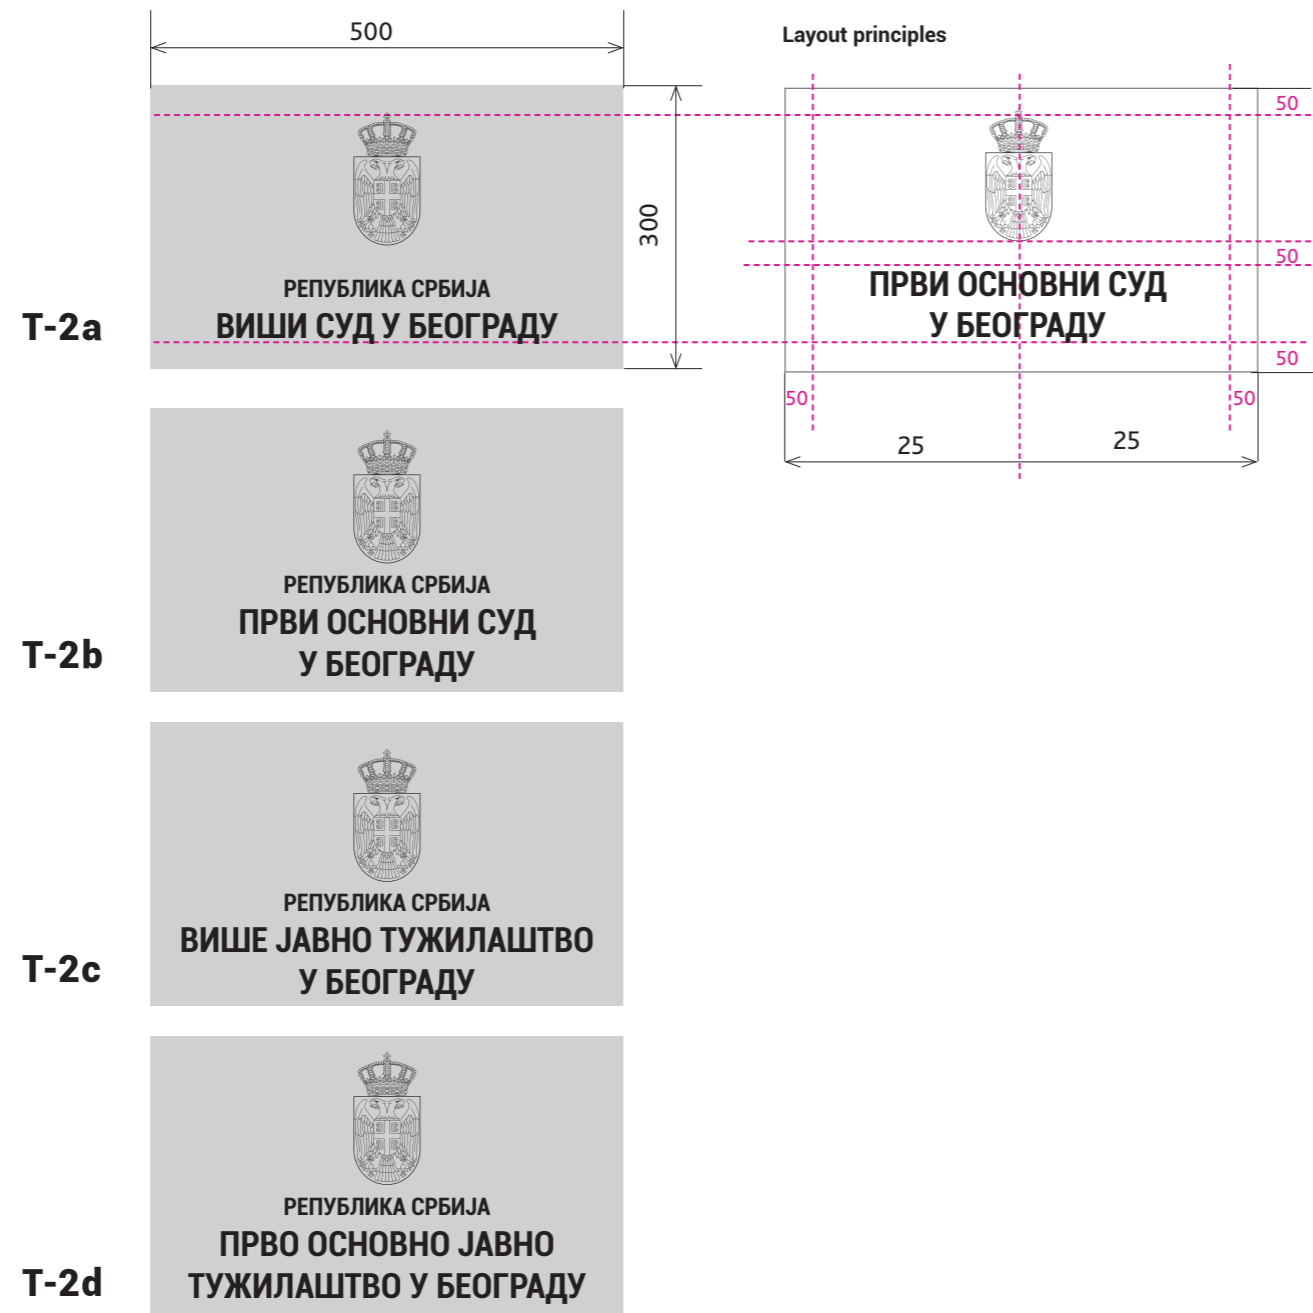 500
Layout principles
50
300
РЕПУБЛИКА СРБИЈА
ВИШИ СУД У БЕОГРАДУ
T-2a
50
ПРВИ ОСНОВНИ СУД
У БЕОГРАДУ
50
50
50
25
25
РЕПУБЛИКА СРБИЈА
ПРВИ ОСНОВНИ СУД
У БЕОГРАДУ
T-2b
РЕПУБЛИКА СРБИЈА
ВИШЕ ЈАВНО ТУЖИЛАШТВО
У БЕОГРАДУ
T-2c
РЕПУБЛИКА СРБИЈА
ПРВО ОСНОВНО ЈАВНО
ТУЖИЛАШТВО У БЕОГРАДУ
T-2d